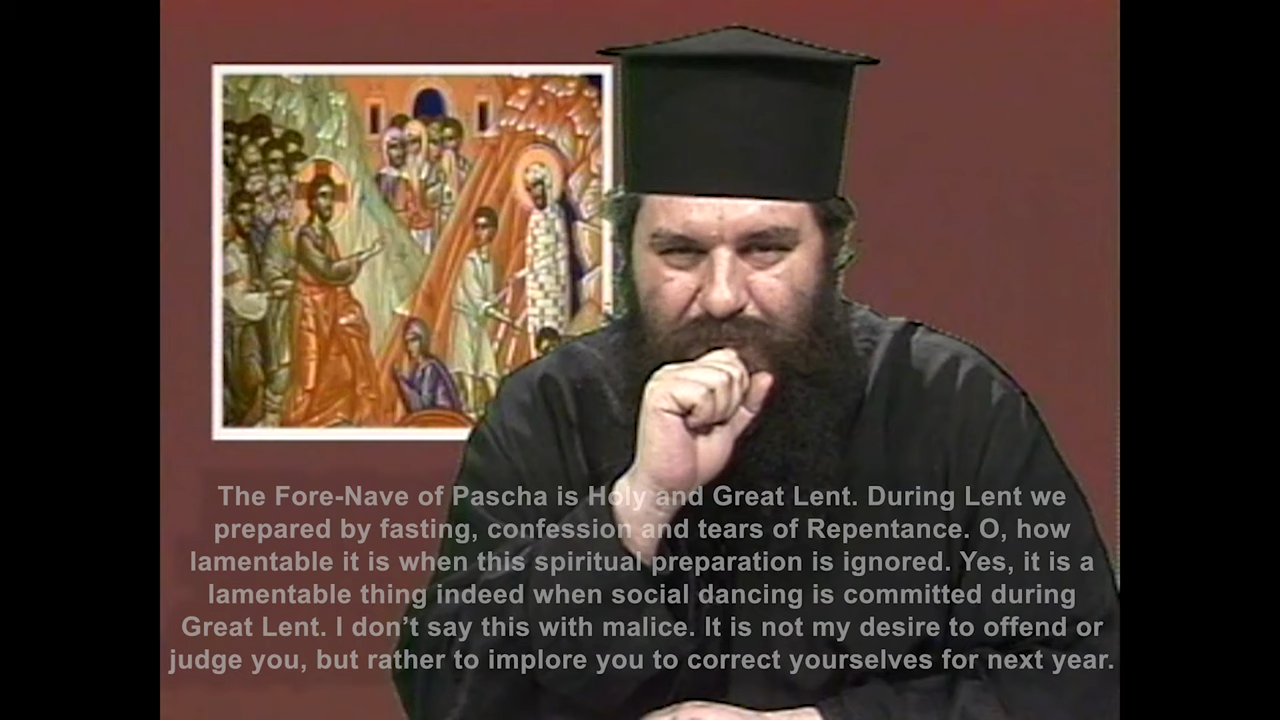 The Fore-Nave of Pascha is Holy and Great Lent. During Lent we
prepared by fasting, confession and tears of Repentance. O, how
lamentable it is when this spiritual preparation is ignored. Yes, it is a
lamentable thing indeed when social dancing is committed during
Great Lent. I don’t say this with malice. It is not my desire to offend or
judge you, but rather to implore you to correct yourselves for next year.